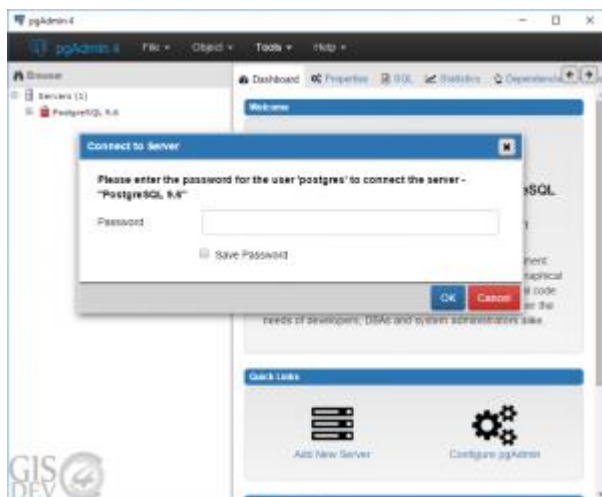 pgAdmin 4
pgAdmin 4 File Object Tools Help
Browser
Dashboard Properties SQL Statistics
Servers (1)
PostgreSQL 9.6
Welcome
Connect to Server
Please enter the password for the user 'postgres' to connect the server -
"PostgreSQL 9.6"
Password
Save Password
OK Cancel
needs of developers, DBAs and system administrators alike.
Quick Links
Add New Server Configure pgAdmin
GIS
DEV